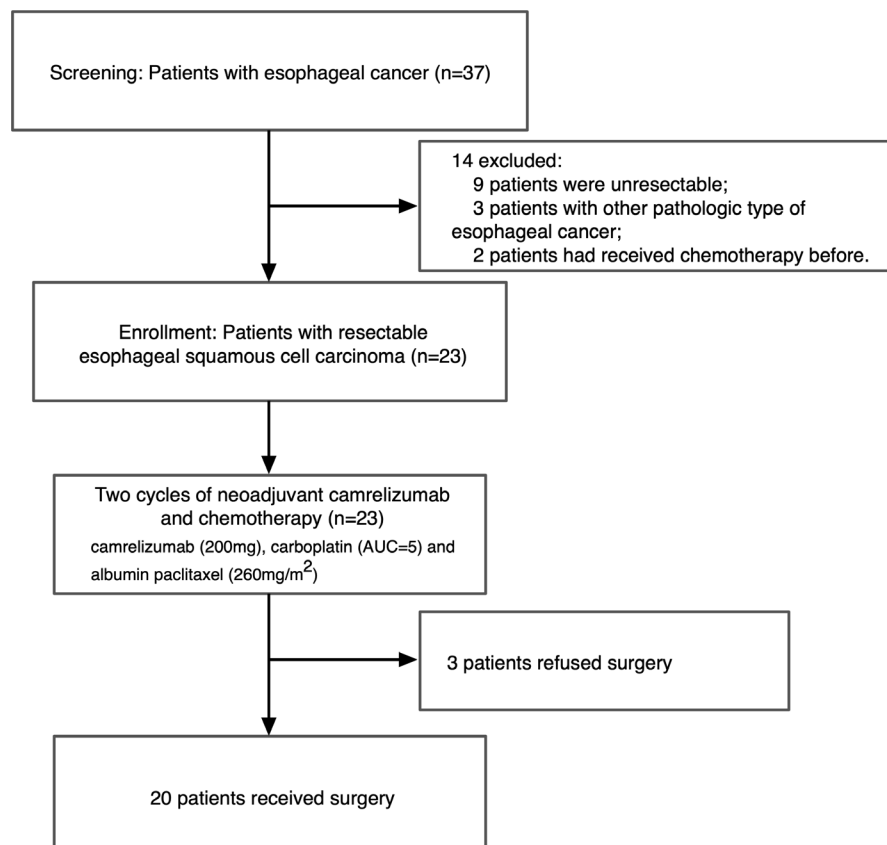 Screening: Patients with esophageal cancer (n=37)
14 excluded:
9 patients were unresectable;
3 patients with other pathologic type of
esophageal cancer;
2 patients had received chemotherapy before.
Enrollment: Patients with resectable
esophageal squamous cell carcinoma (n=23)
Two cycles of neoadjuvant camrelizumab
and chemotherapy (n=23)
camrelizumab (200mg), carboplatin (AUC=5) and
albumin paclitaxel (260mg/m²)
3 patients refused surgery
20 patients received surgery